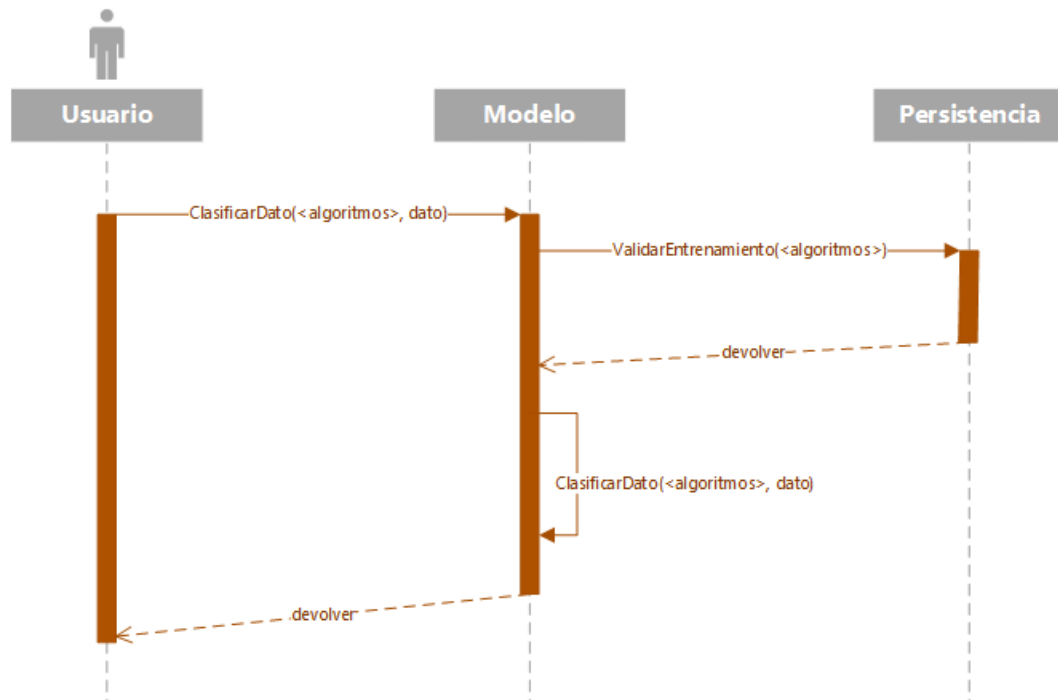 Usuario
Modelo
Persistencia
ClasificarDato(<algoritmos>, dato)
ValidarEntrenamiento(<algoritmos>)
devolver
ClasificarDato(<algoritmos>, dato)
devolver